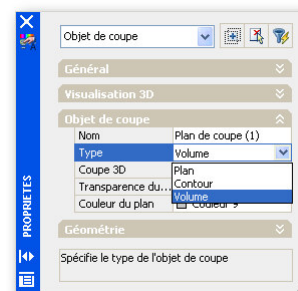 Objet de coupe
Général
Visualisation 3D
Objet de coupe
Nom Plan de coupe (1)
Type Volume
Coupe 3D Plan
Contour
Transparence du...
Volume
Couleur du plan Couleur 9
Géométrie
Spécifie le type de l'objet de coupe
PROPRIETES